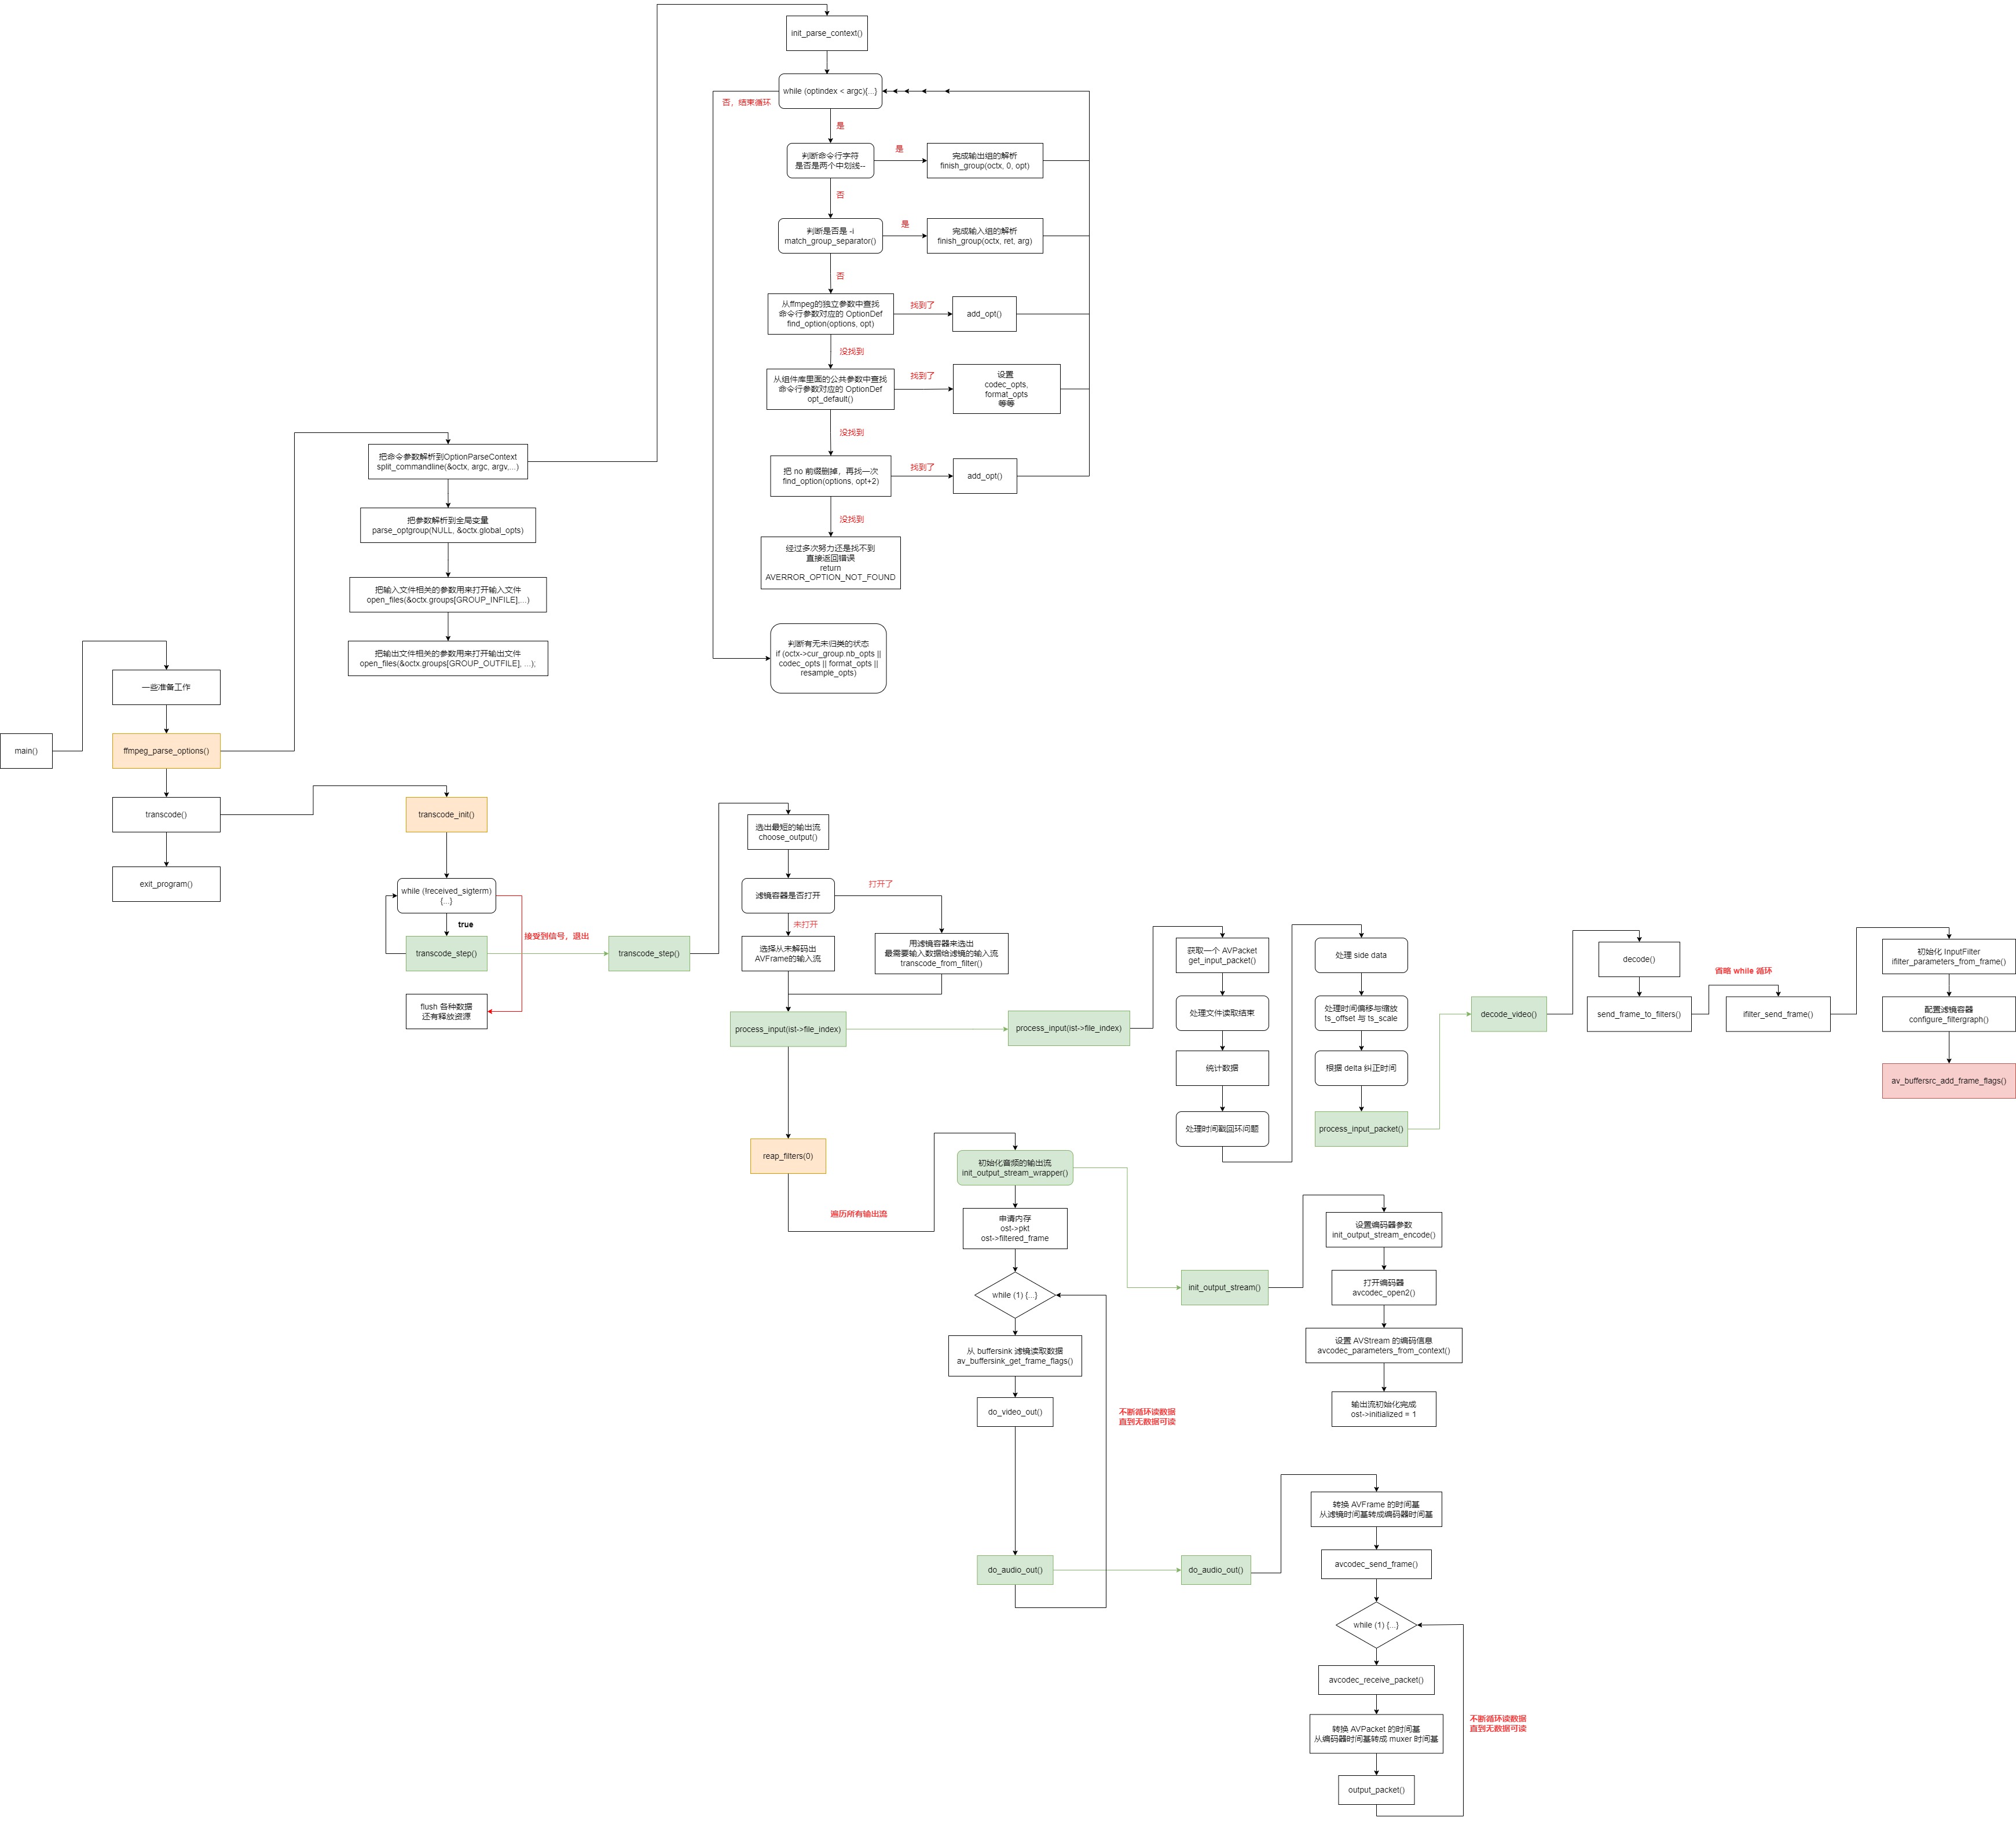 main()
一些准备工作
ffmpeg_parse_options()
transcode()
exit_program()
把命令参数解析到OptionParseContext
split_commandline(&octx, argc, argv,...)
把参数解析到全局变量
parse_optgroup(NULL, &octx.global_opts)
把输入文件相关的参数用来打开输入文件
open_files(&octx.groups[GROUP_INFILE],...)
把输出文件相关的参数用来打开输出文件
open_files(&octx.groups[GROUP_OUTFILE], ...);
init_parse_context()
while (optindex < argc){...}
否，结束循环
是
判断命令行字符
是否是两个中划线--
是
完成输出组的解析
finish_group(octx, 0, opt)
否
判断是否是 -i
match_group_separator()
是
完成输入组的解析
finish_group(octx, ret, arg)
否
从ffmpeg的独立参数中查找
命令行参数对应的 OptionDef
find_option(options, opt)
找到了
add_opt()
没找到
从组件库里面的公共参数中查找
命令行参数对应的 OptionDef
opt_default()
找到了
设置
codec_opts,
format_opts
等等
没找到
把 no 前缀删掉，再找一次
find_option(options, opt+2)
找到了
add_opt()
没找到
经过多次努力还是找不到
直接返回错误
return
AVERROR_OPTION_NOT_FOUND
判断有无未归类的状态
if (octx->cur_group.nb_opts ||
codec_opts || format_opts ||
resample_opts)
transcode_init()
while (!received_sigterm)
{...}
true
transcode_step()
接受到信号，退出
flush 各种数据
还有释放资源
transcode_step()
选出最短的输出流
choose_output()
滤镜容器是否打开
打开了
未打开
选择从未解码出
AVFrame的输入流
用滤镜容器来选出
最需要输入数据给滤镜的输入流
transcode_from_filter()
process_input(ist->file_index)
reap_filters(0)
遍历所有输出流
process_input(ist->file_index)
获取一个 AVPacket
get_input_packet()
处理文件读取结束
统计数据
处理时间戳回环问题
处理 side data
处理时间偏移与缩放
ts_offset 与 ts_scale
根据 delta 纠正时间
process_input_packet()
decode_video()
decode()
send_frame_to_filters()
省略 while 循环
ifilter_send_frame()
初始化 InputFilter
ifilter_parameters_from_frame()
配置滤镜容器
configure_filtergraph()
av_buffersrc_add_frame_flags()
初始化音频的输出流
init_output_stream_wrapper()
申请内存
ost->pkt
ost->filtered_frame
while (1) {...}
从 buffersink 滤镜读取数据
av_buffersink_get_frame_flags()
do_video_out()
不断循环读数据
直到无数据可读
do_audio_out()
init_output_stream()
设置编码器参数
init_output_stream_encode()
打开编码器
avcodec_open2()
设置 AVStream 的编码信息
avcodec_parameters_from_context()
输出流初始化完成
ost->initialized = 1
do_audio_out()
转换 AVFrame 的时间基
从滤镜时间基转成编码器时间基
avcodec_send_frame()
while (1) {...}
avcodec_receive_packet()
转换 AVPacket 的时间基
从编码器时间基转成 muxer 时间基
output_packet()
不断循环读数据
直到无数据可读